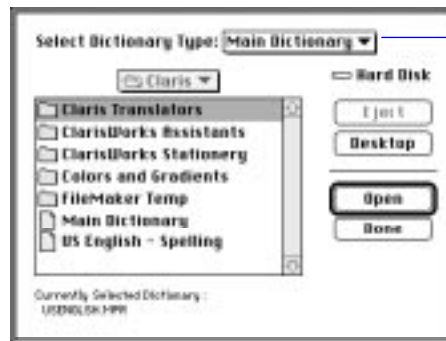 Select Dictionary Type: Main Dictionary
Claris
Hard Disk
Claris Translators
ClarisWorks Assistants
ClarisWorks Stationery
Colors and Gradients
FileMaker Temp
Main Dictionary
US English - Spelling
Eject
Desktop
Open
Done
Currently Selected Dictionary :
USENGLSH.MPR